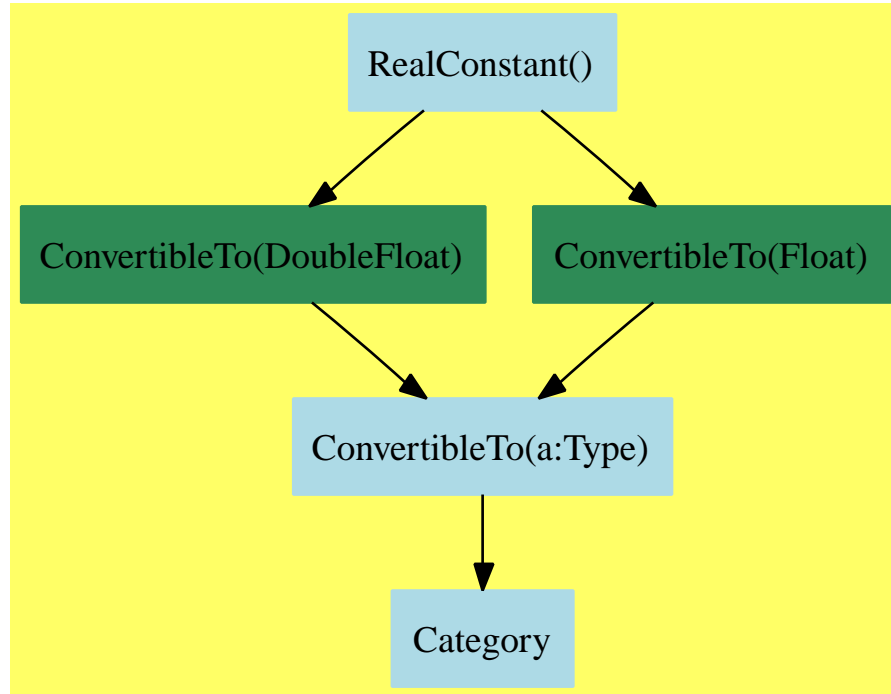 RealConstant()
ConvertibleTo(DoubleFloat)
ConvertibleTo(Float)
ConvertibleTo(a:Type)
Category